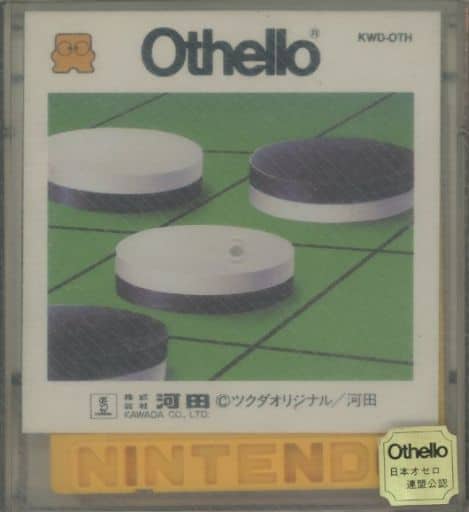 Othello®
KWD-OTH
株式会社 河田 ©ツクダオリジナル/河田
KAWADA CO., LTD.
NINTENDO
Othello
日本オセロ
連盟公認